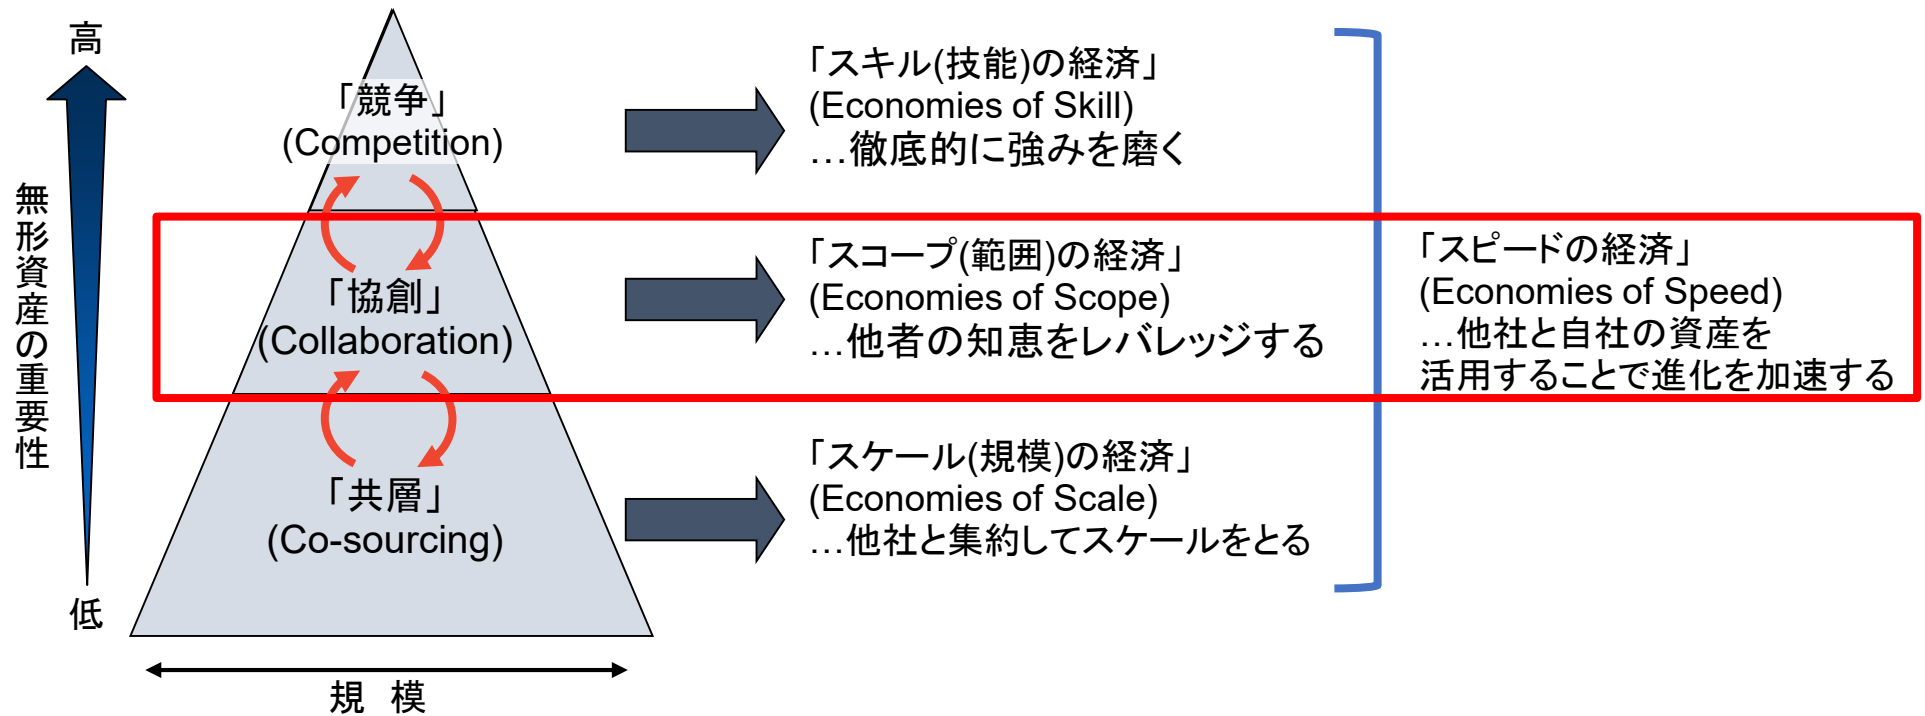 高
無形資産の重要性
低
「競争」
(Competition)
「協創」
(Collaboration)
「共層」
(Co-sourcing)
規 模
「スキル(技能)の経済」
(Economies of Skill)
…徹底的に強みを磨く
「スコープ(範囲)の経済」
(Economies of Scope)
…他者の知恵をレバレッジする
「スケール(規模)の経済」
(Economies of Scale)
…他社と集約してスケールをとる
「スピードの経済」
(Economies of Speed)
…他社と自社の資産を
活用することで進化を加速する